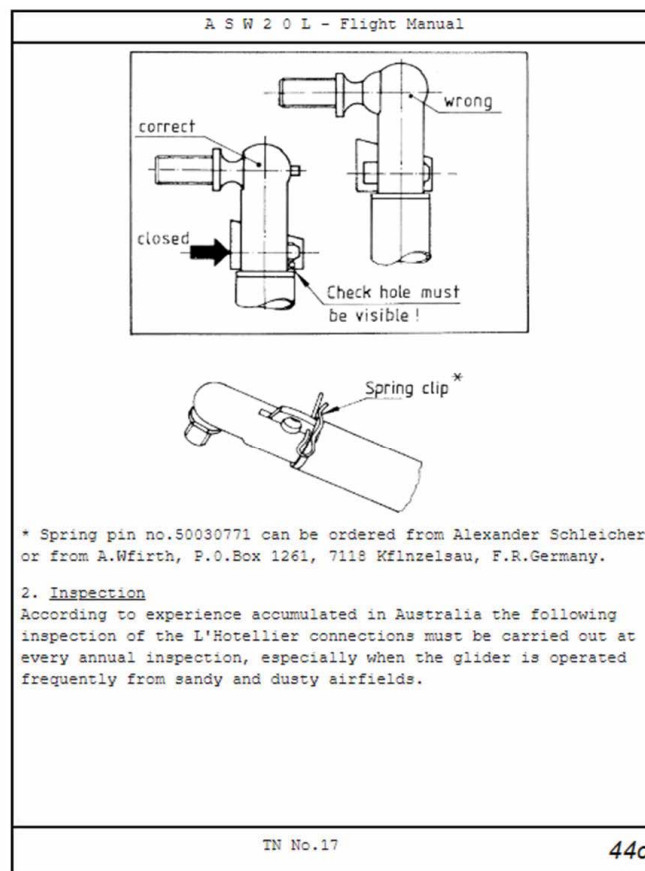 A S W 2 0 L - Flight Manual
wrong
correct
closed
Check hole must
be visible !
Spring clip*
* Spring pin no.50030771 can be ordered from Alexander Schleicher
or from A.Wfirth, P.O.Box 1261, 7118 Kflnzelsau, F.R.Germany.
2. Inspection
According to experience accumulated in Australia the following
inspection of the L'Hotellier connections must be carried out at
every annual inspection, especially when the glider is operated
frequently from sandy and dusty airfields.
TN No.17